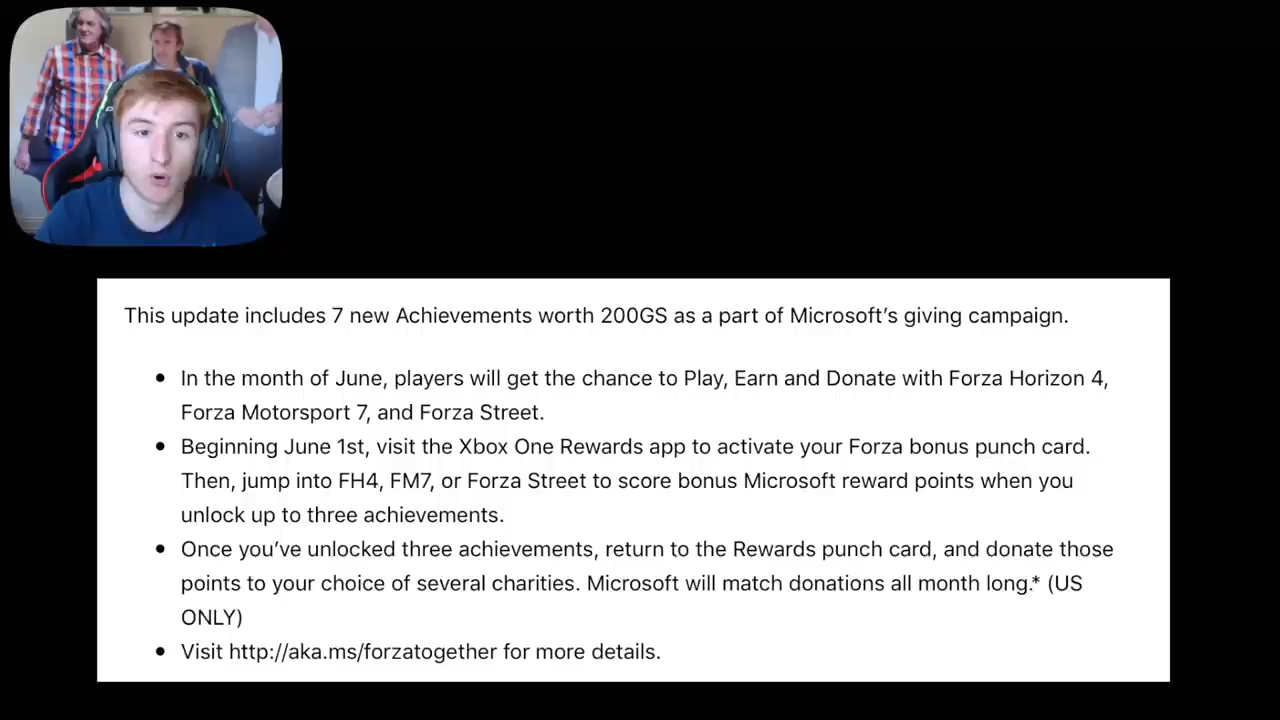 This update includes 7 new Achievements worth 200GS as a part of Microsoft’s giving campaign.
In the month of June, players will get the chance to Play, Earn and Donate with Forza Horizon 4,
Forza Motorsport 7, and Forza Street.
Beginning June 1st, visit the Xbox One Rewards app to activate your Forza bonus punch card.
Then, jump into FH4, FM7, or Forza Street to score bonus Microsoft reward points when you
unlock up to three achievements.
Once you’ve unlocked three achievements, return to the Rewards punch card, and donate those
points to your choice of several charities. Microsoft will match donations all month long.* (US
ONLY)
Visit http://aka.ms/forzatogether for more details.